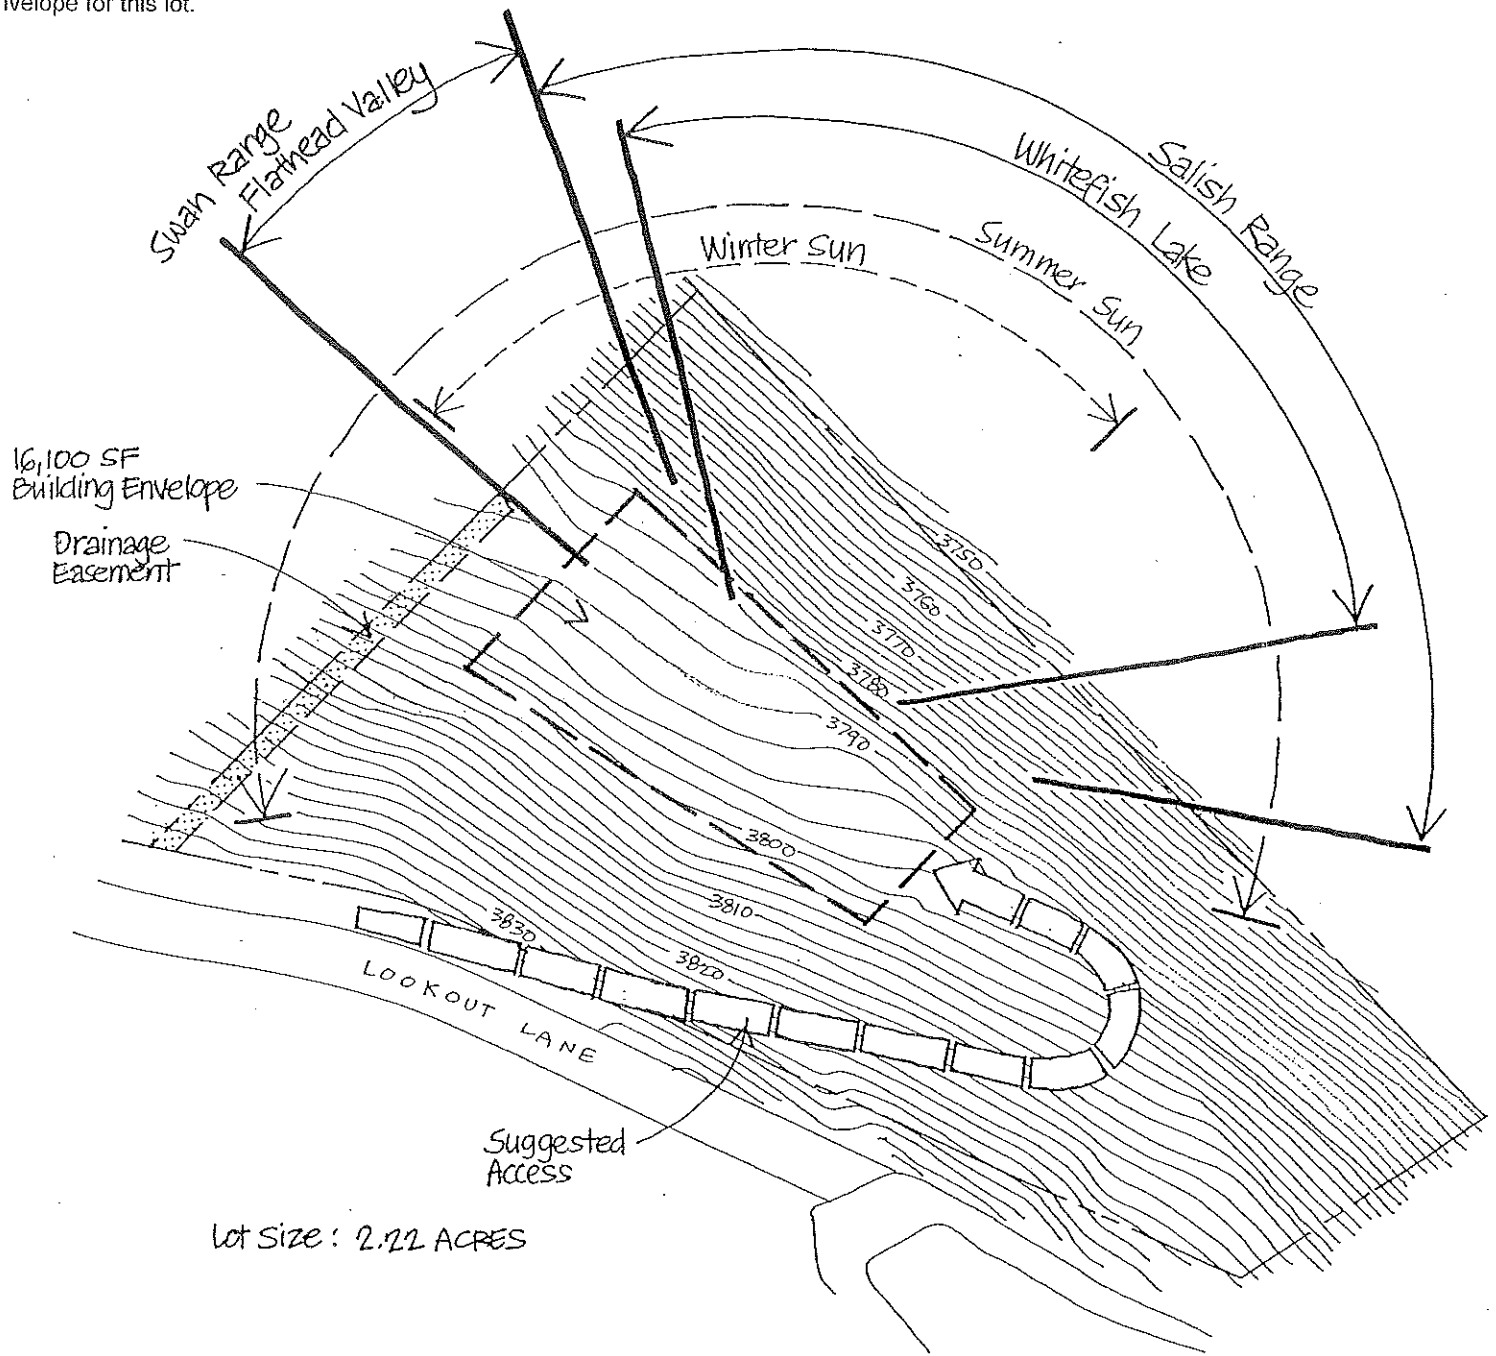 nvelope for this lot.
Swan Range
Flathead Valley
Salish Range
Whitefish Lake
Summer Sun
Winter Sun
16,100 SF
Building Envelope
Drainage
Easement
3750
3760
3770
3780
3790
3800
3810
3820
3830
LOOKOUT LANE
Suggested
Access
Lot Size: 2.22 ACRES